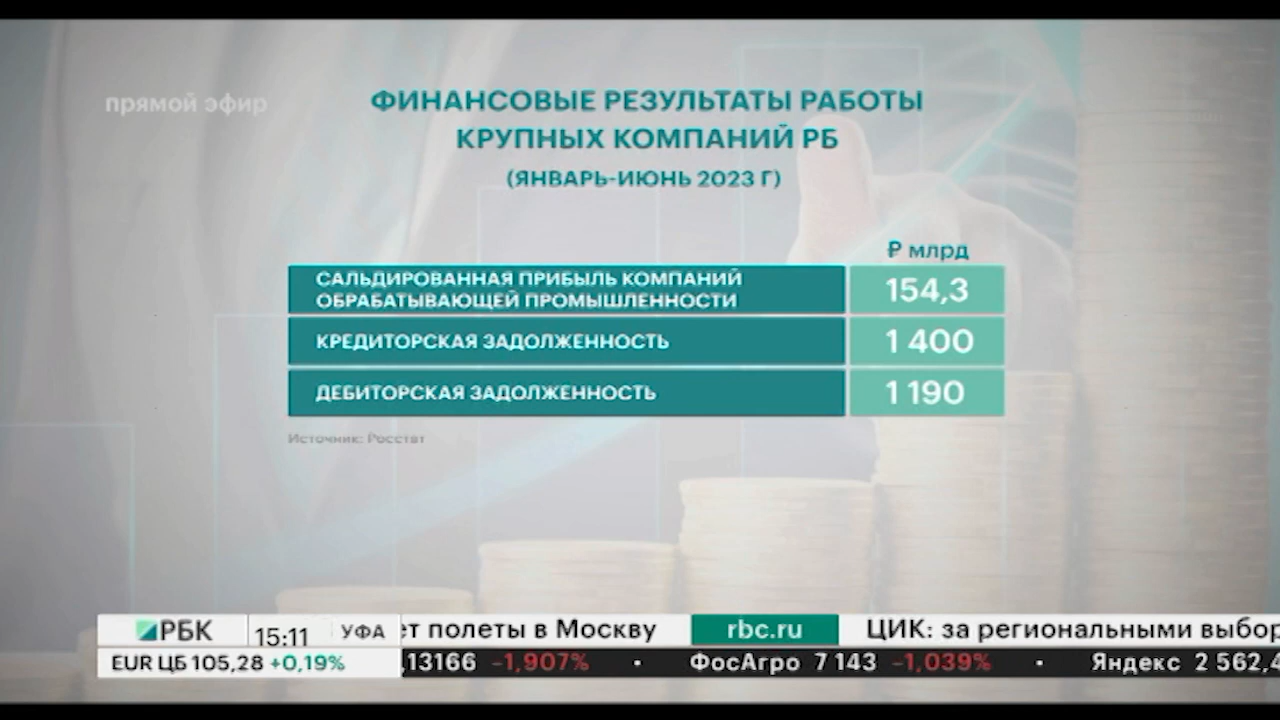 прямой эфир
ФИНАНСОВЫЕ РЕЗУЛЬТАТЫ РАБОТЫ
КРУПНЫХ КОМПАНИЙ РБ
(ЯНВАРЬ-ИЮНЬ 2023 Г)
₽ млрд
САЛЬДИРОВАННАЯ ПРИБЫЛЬ КОМПАНИЙ
ОБРАБАТЫВАЮЩЕЙ ПРОМЫШЛЕННОСТИ
154,3
КРЕДИТОРСКАЯ ЗАДОЛЖЕННОСТЬ 1 400
ДЕБИТОРСКАЯ ЗАДОЛЖЕННОСТЬ 1 190
Источник: Росстат
РБК 15:11 УФА ет полеты в Москву rbc.ru ЦИК: за региональными выбор
EUR ЦБ 105,28 +0,19% ,13166 -1,907% · ФосАгро 7 143 -1,039% · Яндекс 2 562,4